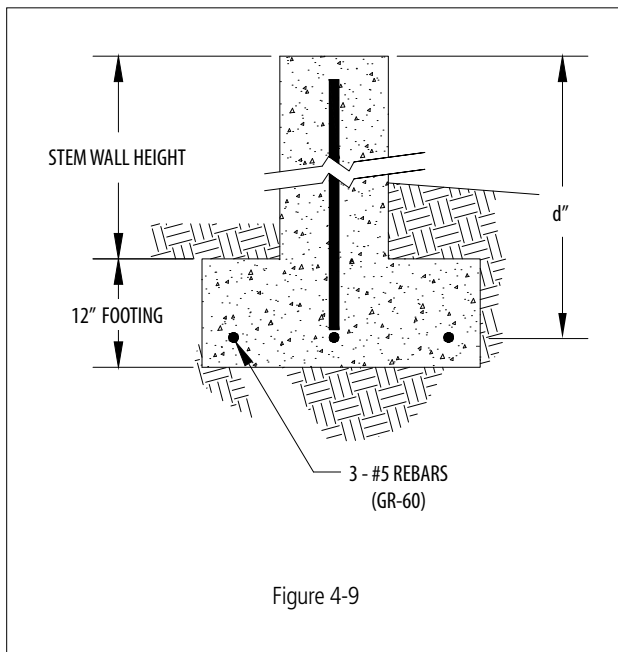 STEM WALL HEIGHT
d"
12" FOOTING
3 - #5 REBARS
(GR-60)
Figure 4-9